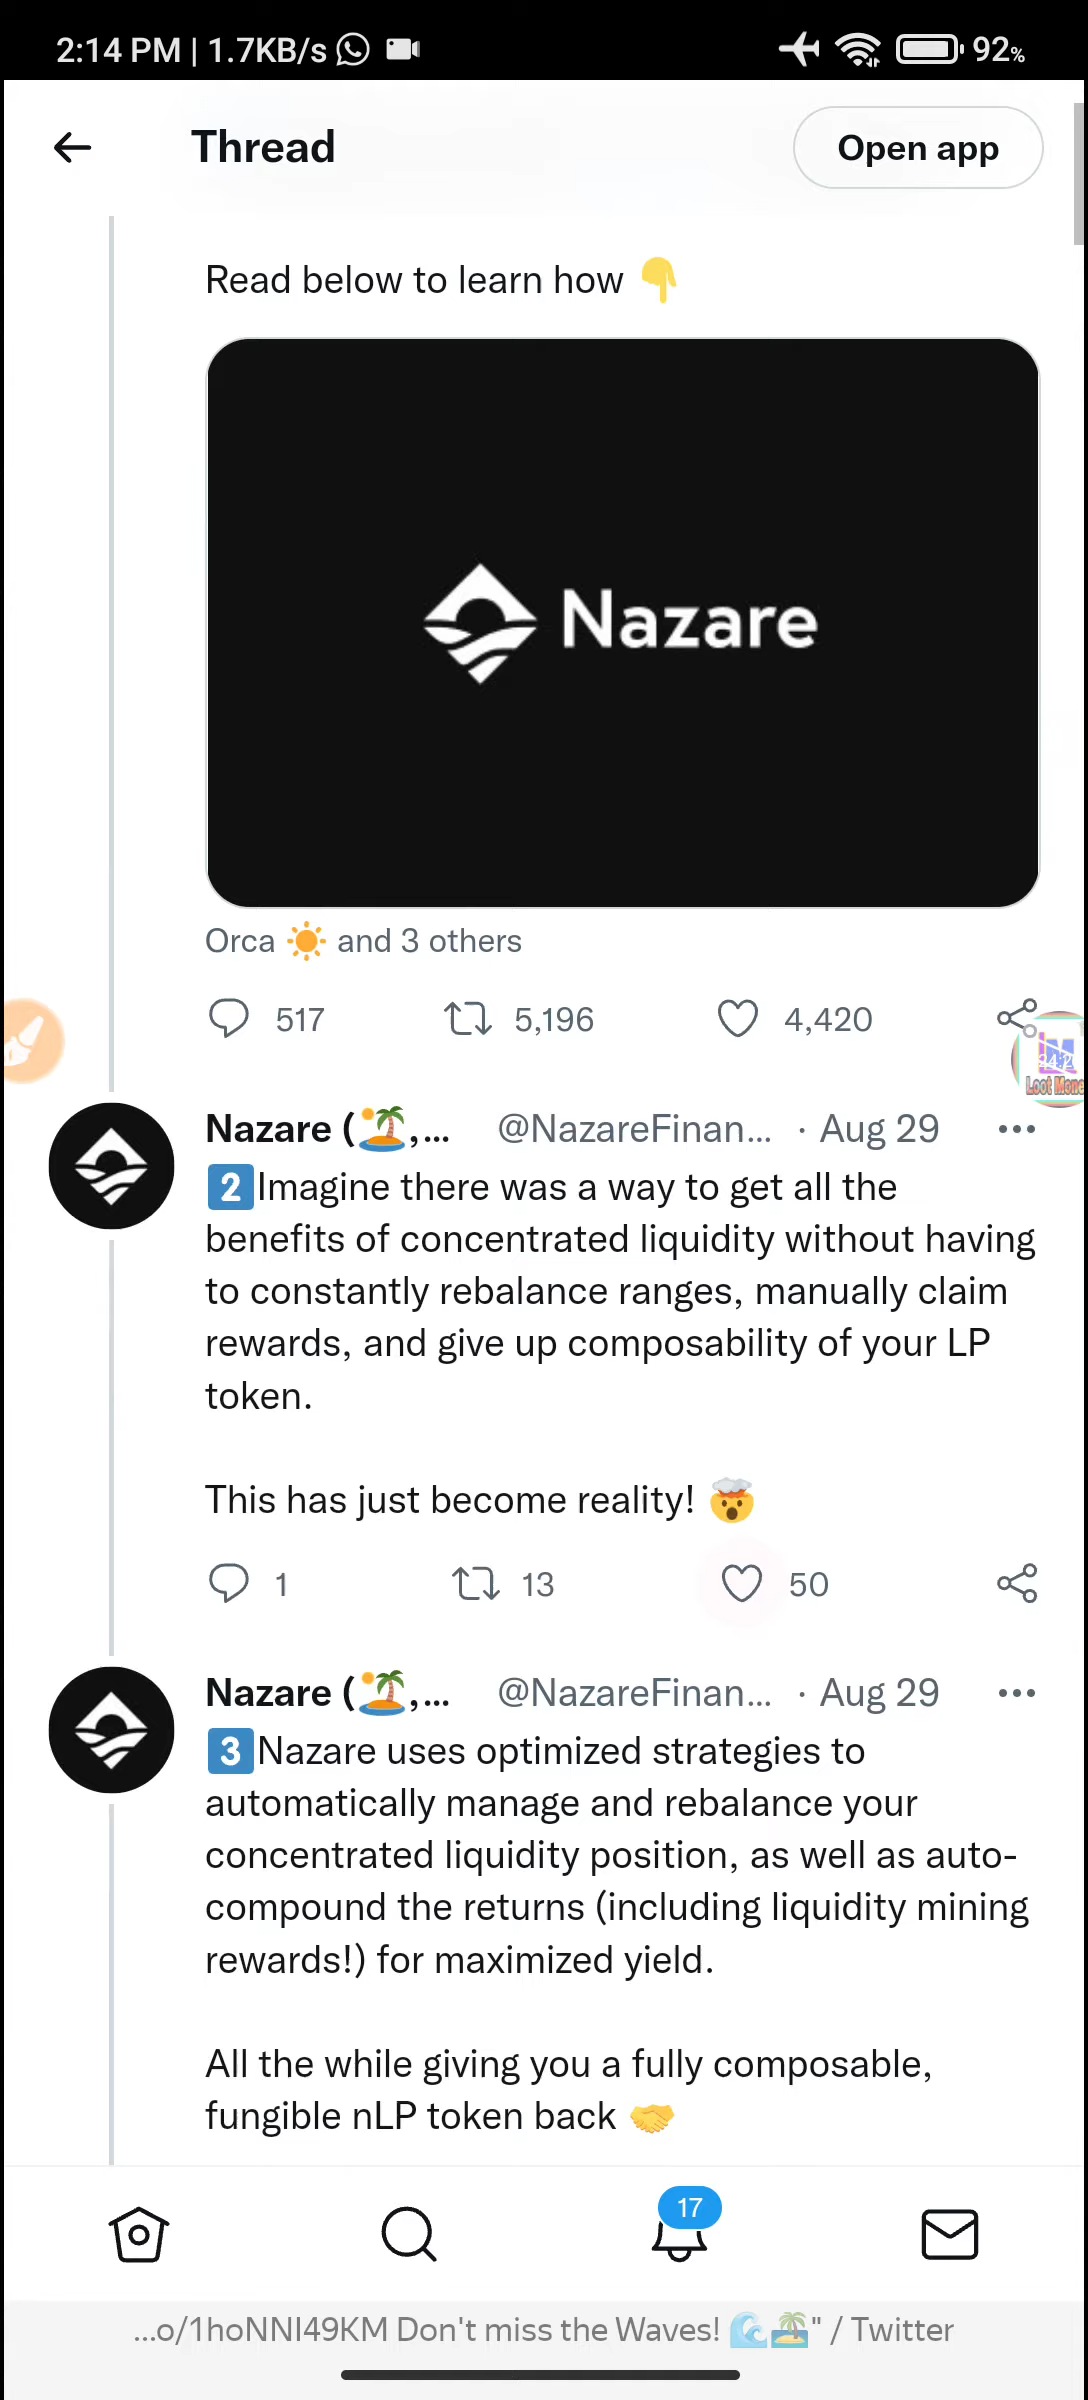 2:14 PM | 1.7KB/s 92%
Thread
Open app
Read below to learn how 👇
Nazare
Orca ☀️ and 3 others
517 5,196 4,420
Loot Mone
Nazare (🏝️,... @NazareFinan... · Aug 29
2️⃣Imagine there was a way to get all the
benefits of concentrated liquidity without having
to constantly rebalance ranges, manually claim
rewards, and give up composability of your LP
token.
This has just become reality! 🤯
1 13 50
Nazare (🏝️,... @NazareFinan... · Aug 29
3️⃣Nazare uses optimized strategies to
automatically manage and rebalance your
concentrated liquidity position, as well as auto-
compound the returns (including liquidity mining
rewards!) for maximized yield.
All the while giving you a fully composable,
fungible nLP token back 🤝
17
...o/1hoNNI49KM Don't miss the Waves! 🌊🏝️" / Twitter